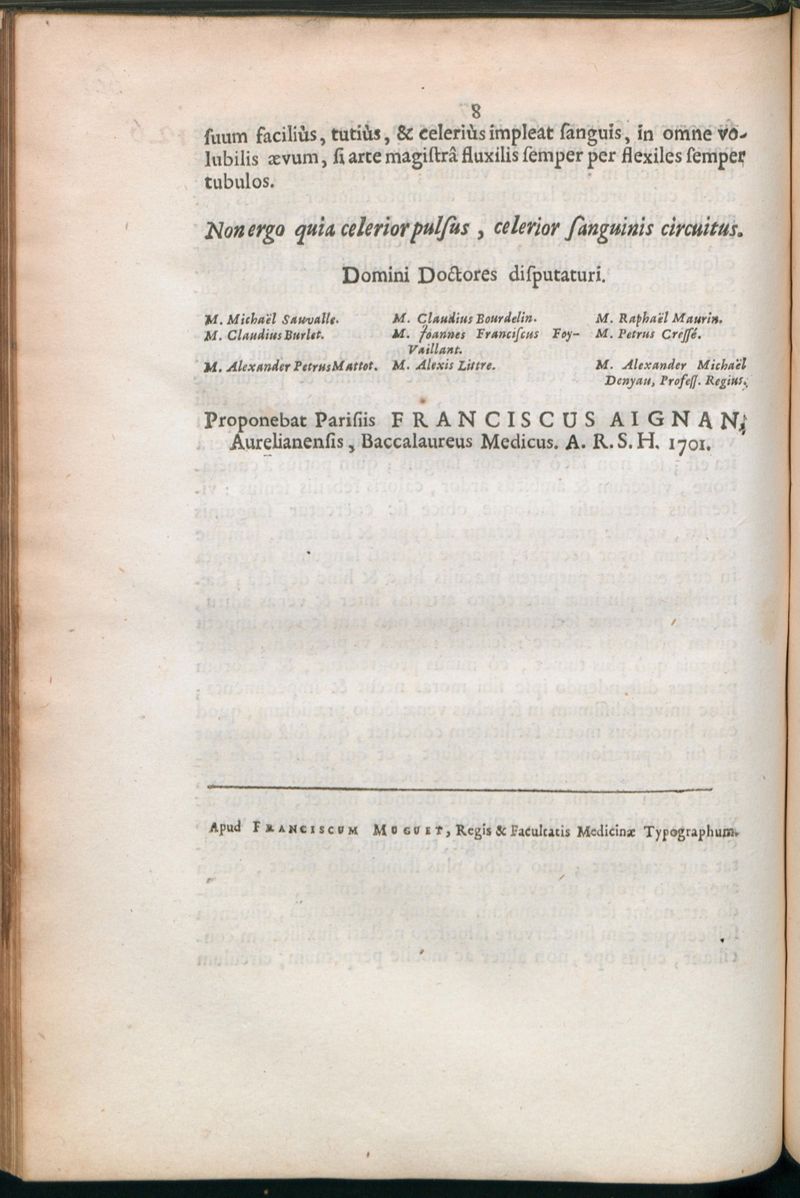 8
ſuum faciliùs, tutiùs, & celeriùs impleat ſanguis, in omne vo-
lubilis ævum, ſi arte magiſtrâ fluxilis ſemper per flexiles ſemper
tubulos.
Non ergo quia celerior pulſus, celerior ſanguinis circuitus.
Domini Doctores diſputaturi.
M. Michaël Sauvalle.
M. Claudius Burlet.
M. Alexander Petrus Mattot.
M. Claudius Bourdelin.
M. Joannes Franciſcus Foy-
Vaillant.
M. Alexis Littre.
M. Raphaël Maurin.
M. Petrus Creſſé.
M. Alexander Michaël
Denyau, Profeſſ. Regius.
Proponebat Pariſiis FRANCISCUS AIGNAN,
Aurelianenſis, Baccalaureus Medicus. A. R. S. H. 1701.
Apud FRANCISCUM MUGUET, Regis & Facultatis Medicinæ Typographum.